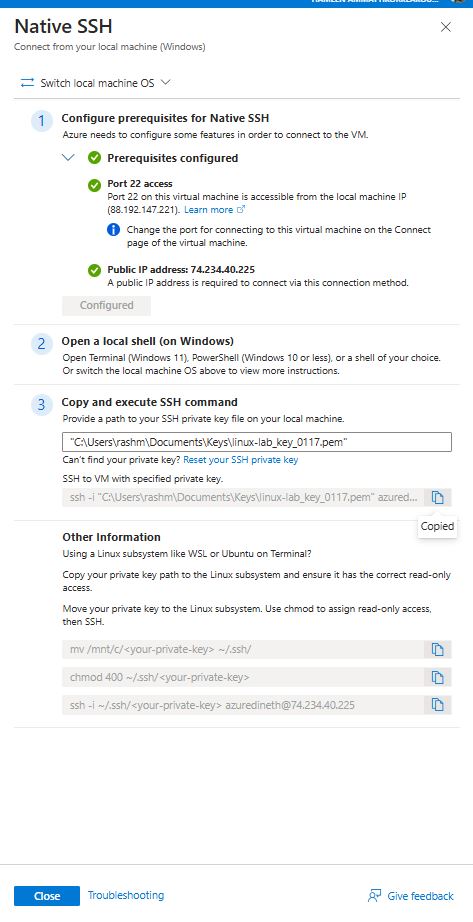 Native SSH
Connect from your local machine (Windows)
Switch local machine OS
1 Configure prerequisites for Native SSH
Azure needs to configure some features in order to connect to the VM.
Prerequisites configured
Port 22 access
Port 22 on this virtual machine is accessible from the local machine IP
(88.192.147.221). Learn more
Change the port for connecting to this virtual machine on the Connect
page of the virtual machine.
Public IP address: 74.234.40.225
A public IP address is required to connect via this connection method.
Configured
2 Open a local shell (on Windows)
Open Terminal (Windows 11), PowerShell (Windows 10 or less), or a shell of your choice.
Or switch the local machine OS above to view more instructions.
3 Copy and execute SSH command
Provide a path to your SSH private key file on your local machine.
"C:\Users\rashm\Documents\Keys\linux-lab_key_0117.pem"
Can't find your private key? Reset your SSH private key
SSH to VM with specified private key.
ssh -i "C:\Users\rashm\Documents\Keys\linux-lab_key_0117.pem" azured...
Copied
Other Information
Using a Linux subsystem like WSL or Ubuntu on Terminal?
Copy your private key path to the Linux subsystem and ensure it has the correct read-only
access.
Move your private key to the Linux subsystem. Use chmod to assign read-only access,
then SSH.
mv /mnt/c/<your-private-key> ~/.ssh/
chmod 400 ~/.ssh/<your-private-key>
ssh -i ~/.ssh/<your-private-key> azuredineth@74.234.40.225
Close
Troubleshooting
Give feedback